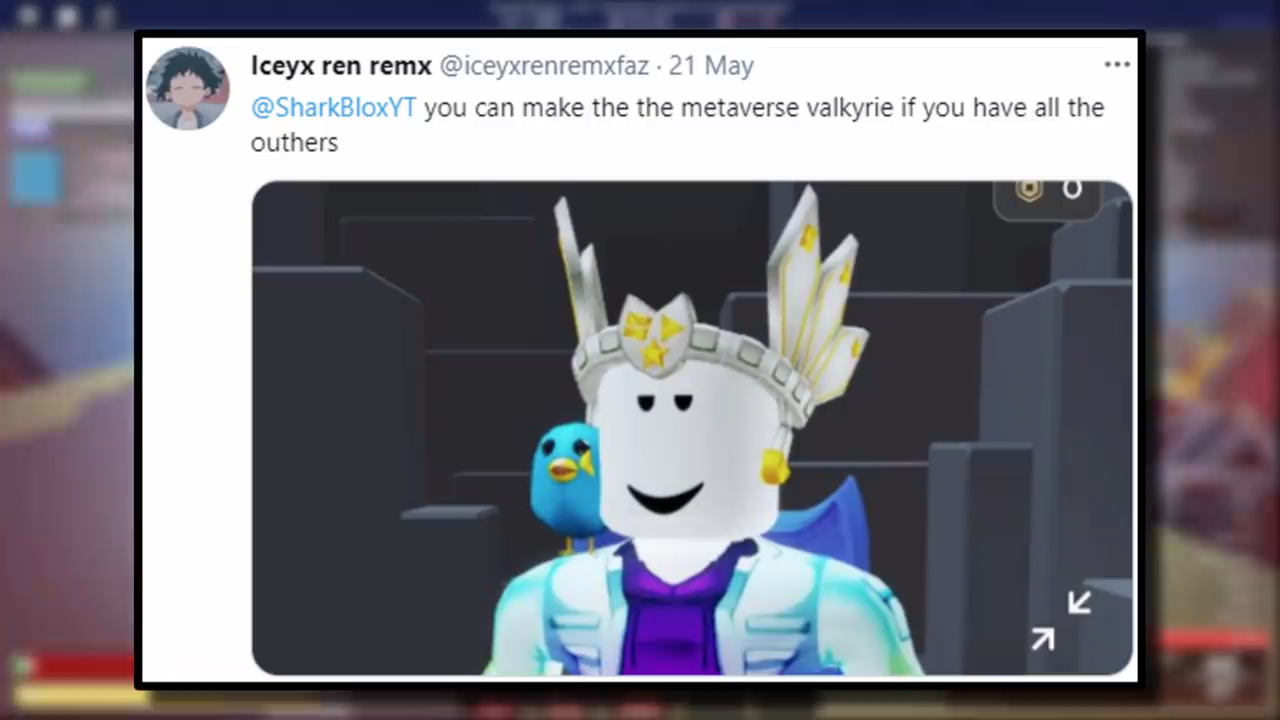 Iceyx ren remx @iceyxrenremxfaz · 21 May
@SharkBloxYT you can make the the metaverse valkyrie if you have all the
outhers
0